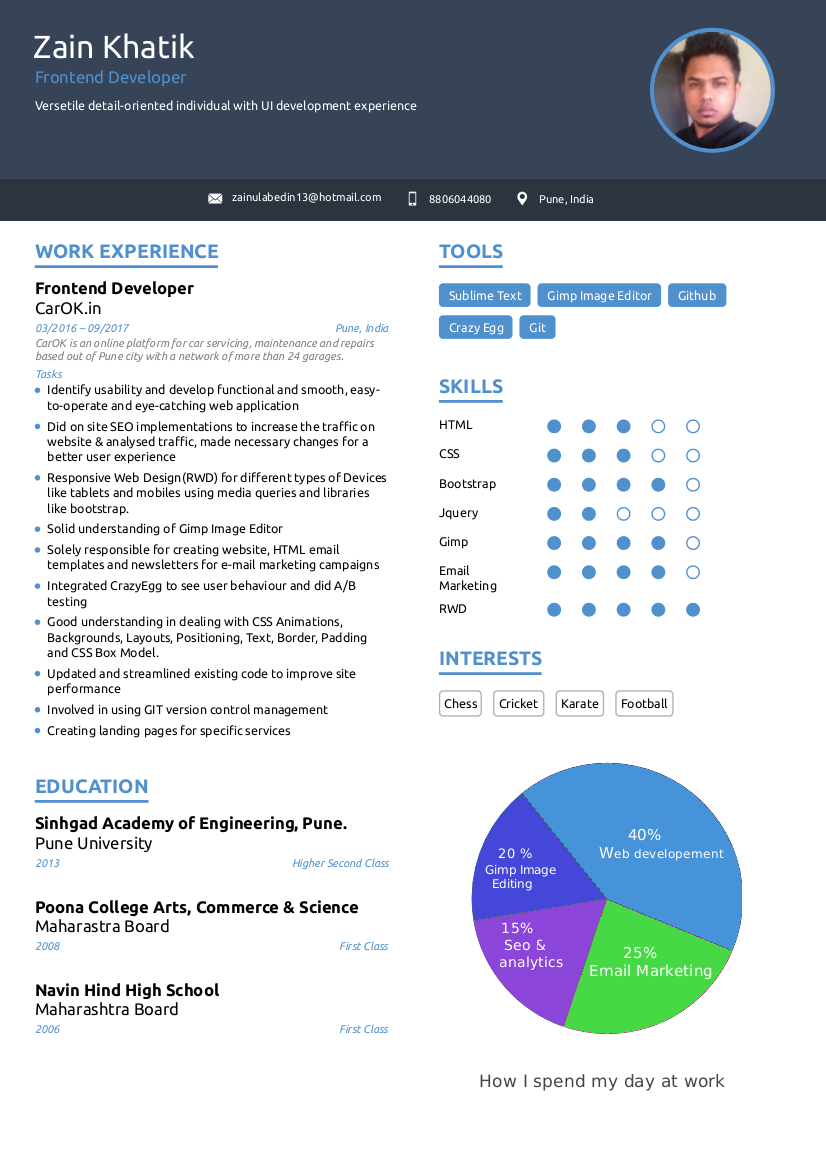 Zain Khatik
Frontend Developer
Versetile detail-oriented individual with UI development experience
zainulabedin13@hotmail.com
8806044080
Pune, India
WORK EXPERIENCE
Frontend Developer
CarOK.in
03/2016 – 09/2017
Pune, India
CarOK is an online platform for car servicing, maintenance and repairs
based out of Pune city with a network of more than 24 garages.
Tasks
Identify usability and develop functional and smooth, easy-
to-operate and eye-catching web application
Did on site SEO implementations to increase the traffic on
website & analysed traffic, made necessary changes for a
better user experience
Responsive Web Design(RWD) for different types of Devices
like tablets and mobiles using media queries and libraries
like bootstrap.
Solid understanding of Gimp Image Editor
Solely responsible for creating website, HTML email
templates and newsletters for e-mail marketing campaigns
Integrated CrazyEgg to see user behaviour and did A/B
testing
Good understanding in dealing with CSS Animations,
Backgrounds, Layouts, Positioning, Text, Border, Padding
and CSS Box Model.
Updated and streamlined existing code to improve site
performance
Involved in using GIT version control management
Creating landing pages for specific services
EDUCATION
Sinhgad Academy of Engineering, Pune.
Pune University
2013
Higher Second Class
Poona College Arts, Commerce & Science
Maharastra Board
2008
First Class
Navin Hind High School
Maharashtra Board
2006
First Class
TOOLS
Sublime Text
Gimp Image Editor
Github
Crazy Egg
Git
SKILLS
HTML
CSS
Bootstrap
Jquery
Gimp
Email
Marketing
RWD
INTERESTS
Chess
Cricket
Karate
Football
40%
Web developement
20 %
Gimp Image
Editing
15%
Seo &
analytics
25%
Email Marketing
How I spend my day at work